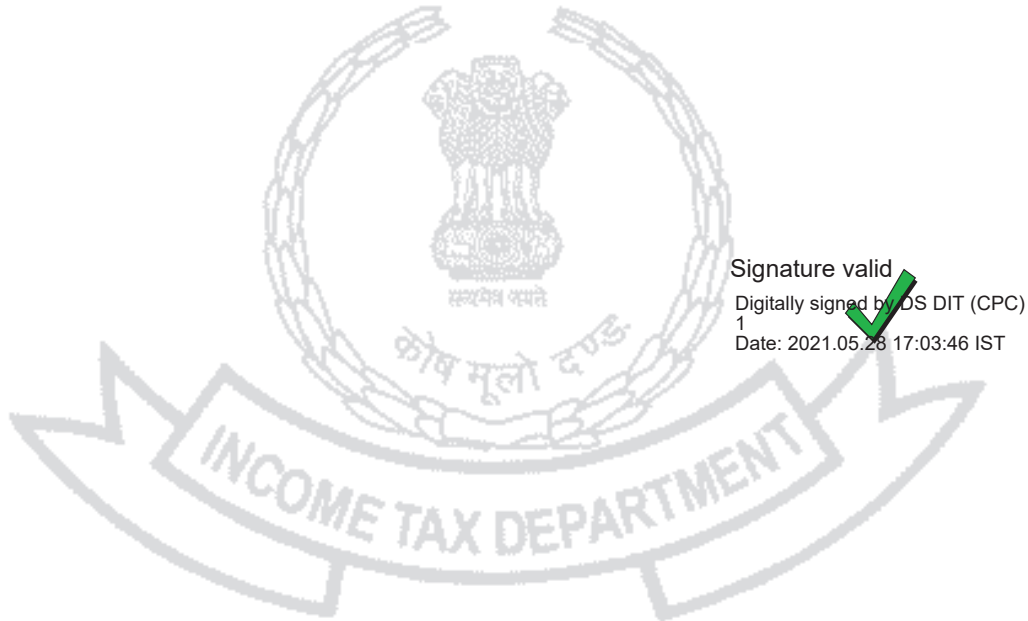 सत्यमेव जयते
Signature valid
Digitally signed by DS DIT (CPC)
1
Date: 2021.05.28 17:03:46 IST
कोष मूलो दण्डः
INCOME TAX DEPARTMENT